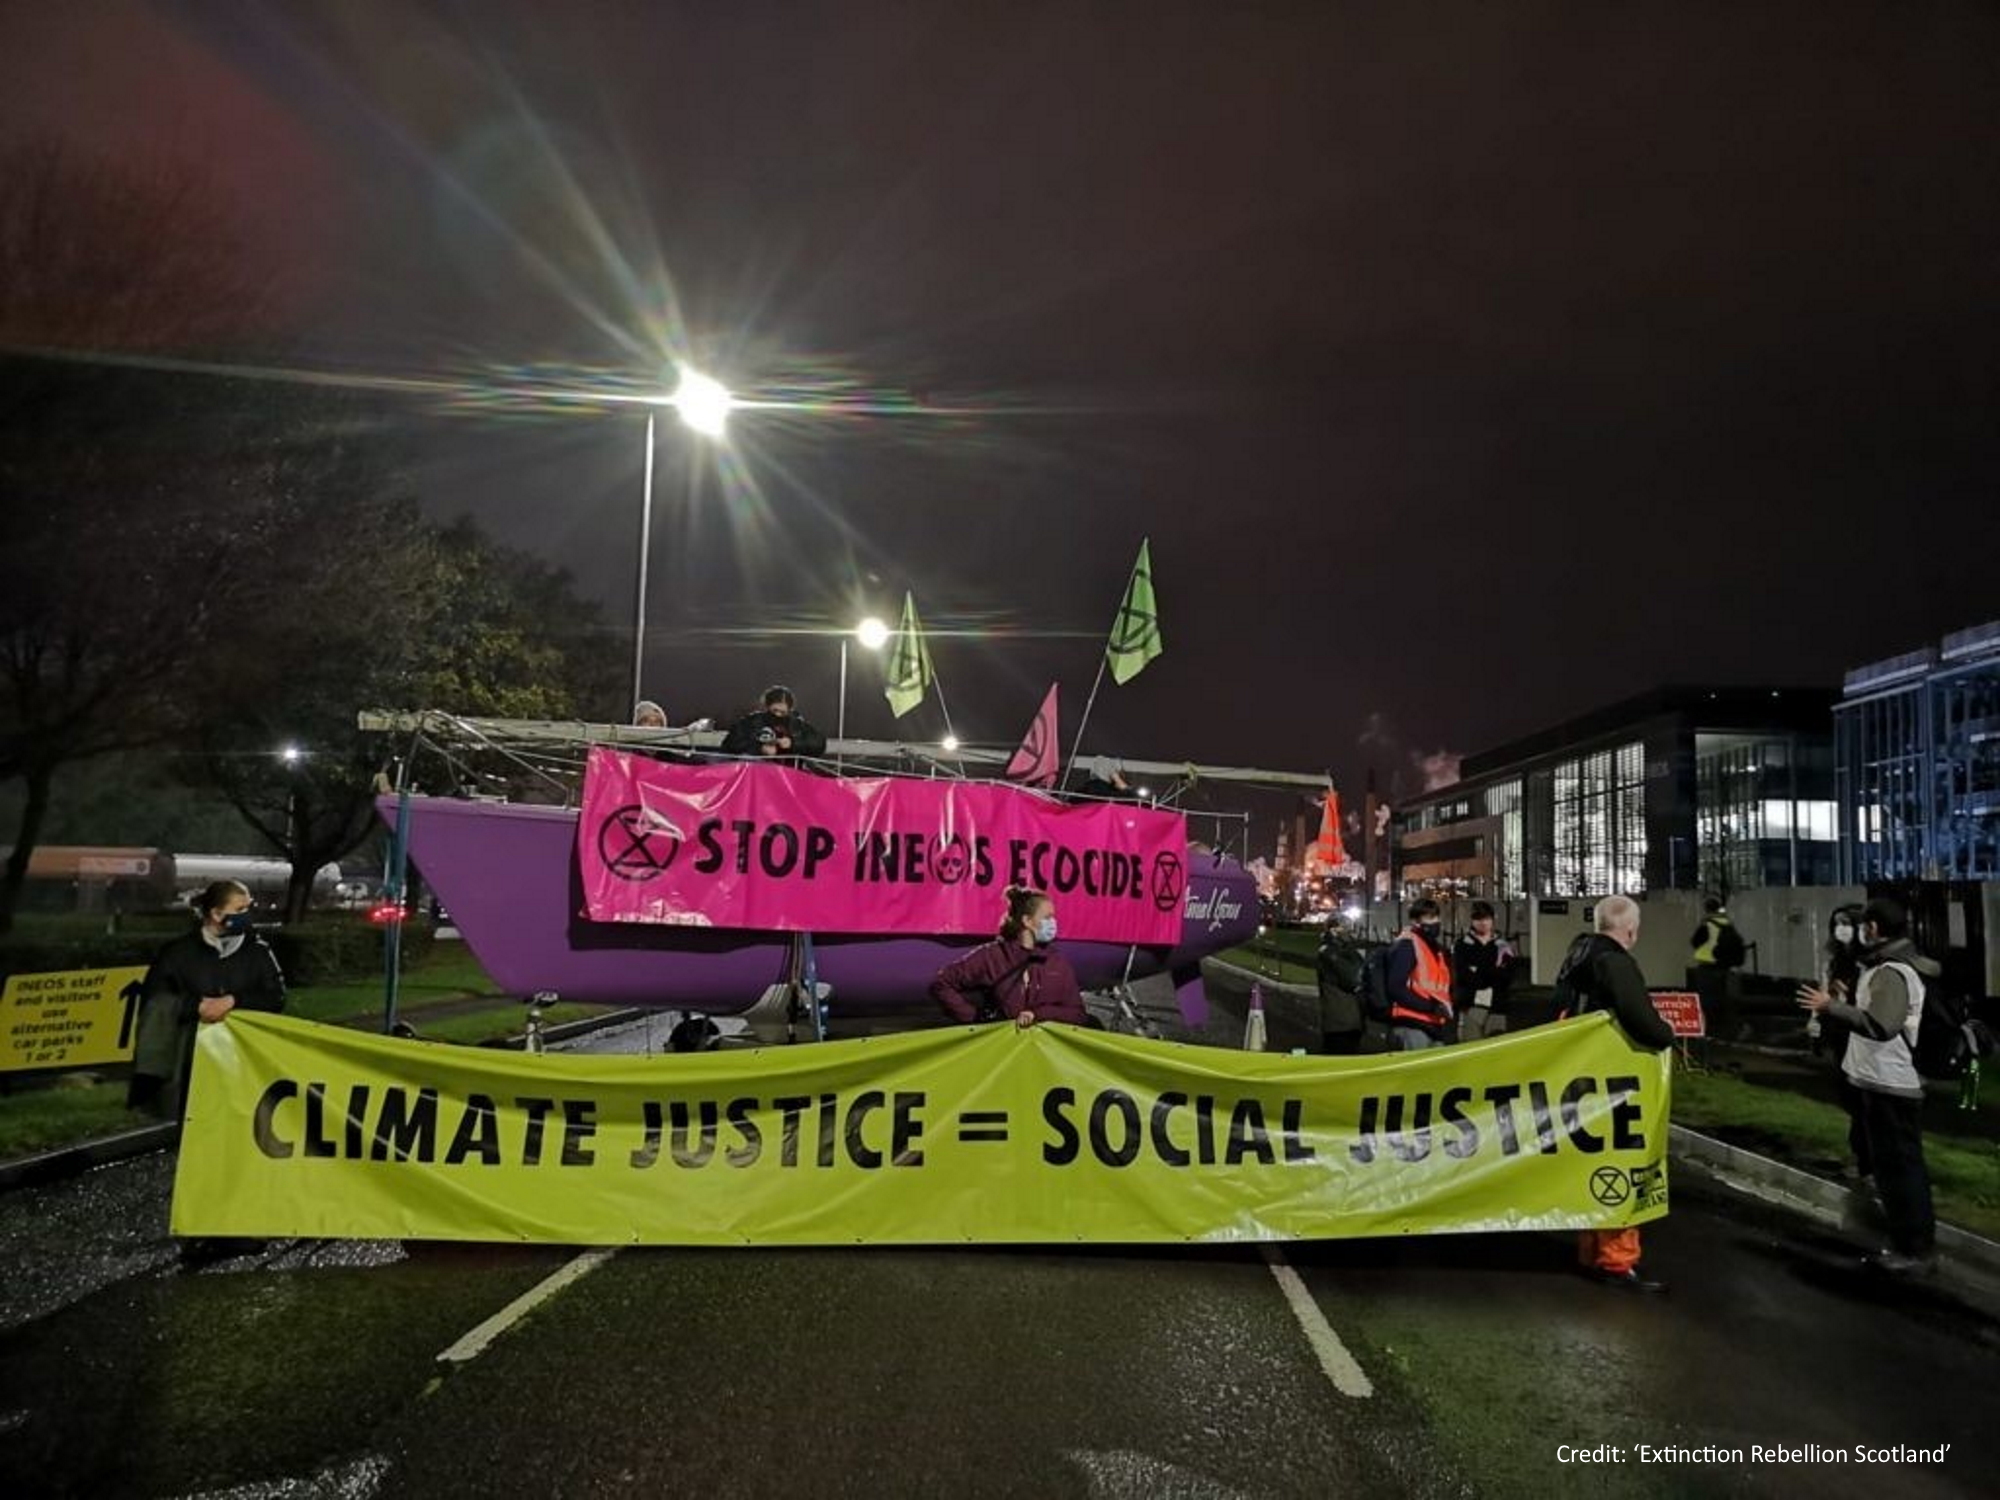 STOP INEOS ECOCIDE
INEOS staff
and visitors
use
alternative
car parks
1 or 2
CLIMATE JUSTICE = SOCIAL JUSTICE
Credit: ‘Extinction Rebellion Scotland’